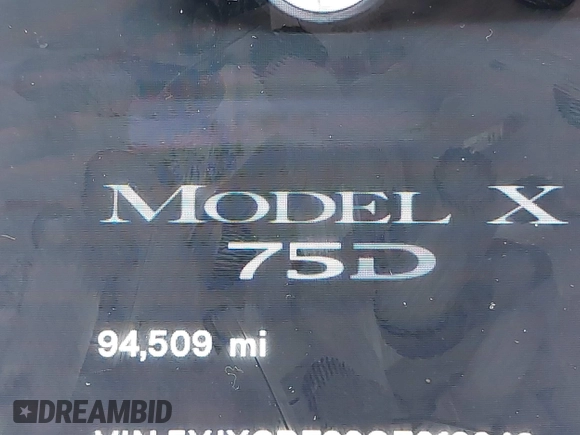 MODEL X
75D
94,509 mi
DREAMBID